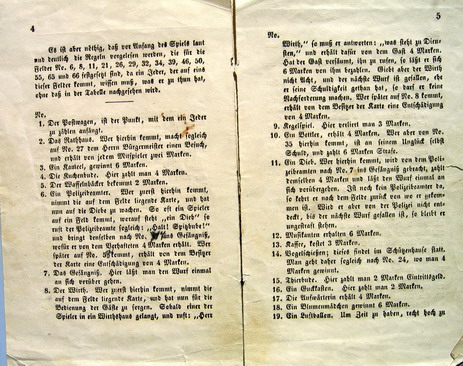 4
Es ist aber nöthig, daß vor Anfang des Spiels laut
und deutlich die Regeln vorgelesen werden, die für die
Felder No. 6, 8, 11, 21, 26, 29, 32, 34, 39, 46, 50,
55, 65 und 66 festgesetzt sind, da ein Jeder, der auf eins
dieser Felder kommt, wissen muß, was er zu thun hat,
ohne daß in der Tabelle nachgesehen wird.
No.
1. Der Postwagen, ist der Punkt, mit dem ein Jeder
zu zählen anfängt.
2. Das Rathhaus. Wer hierhin kommt, macht sogleich
auf No. 27 dem Herrn Bürgermeister einen Besuch,
und erhält von jedem Mitspieler zwei Marken.
3. Ein Kameel, gewinnt 6 Marken.
4. Die Kuchenbude. Hier zahlt man 4 Marken.
5. Der Waffelnbäcker bekommt 2 Marken.
6. Ein Polizeibeamter. Wer zuerst hierhin kommt,
nimmt die auf dem Felde liegende Karte, und hat
nun auf die Diebe zu wachen. So oft ein Spieler
auf ein Feld kommt, worauf steht „ein Dieb“ so
ruft der Polizeibeamte sogleich: „Halt! Spitzbube!“
und bringt denselben nach No. 7 ins Gefängniß,
wofür er von dem Verhafteten 4 Marken erhält. Wer
später auf No. 6 kommt, erhält von dem Besitzer
der Karte eine Entschädigung von 4 Marken.
7. Das Gefängniß. Hier läßt man den Wurf einmal
an sich vorüber gehen.
8. Der Wirth. Wer zuerst hierhin kommt, nimmt die
auf dem Felde liegende Karte, und hat nun für die
Bedienung der Gäste zu sorgen. Sobald einer der
Spieler in ein Wirthshaus gelangt, und ruft: „Herr
5
No.
Wirth,“ so muß er antworten: „was steht zu Dien-
sten,“ und erhält dafür von dem Gast 4 Marken.
Hat der Gast versäumt, ihn zu rufen, so läßt er sich
6 Marken von ihm bezahlen. Giebt aber der Wirth
nicht Acht, und der nächste Wurf ist gefallen, ehe
er seine Schuldigkeit gethan hat, so darf er keine
Nachforderung machen. Wer später auf No. 8 kommt,
erhält von dem Besitzer der Karte eine Entschädigung
von 4 Marken.
9. Kegelspiel. Hier verliert man 3 Marken.
10. Ein Bettler, erhält 4 Marken. Wer aber von No.
35 hierhin kommt, ist an seinem Unglück selbst
Schuld, und zahlt 6 Marken Strafe.
11. Ein Dieb. Wer hierhin kommt, wird von dem Poli-
zeibeamten nach No. 7 ins Gefängniß gebracht, zahlt
demselben 4 Marken und läßt den Wurf einmal an
sich vorübergehen. Ist noch kein Polizeibeamter da,
so kehrt er nach dem Felde zurück wo er gekom-
men ist. Wird er aber von der Polizei nicht ent-
deckt, bis der nächste Wurf gefallen ist, so bleibt er
ungestraft stehen.
12. Musikanten erhalten 6 Marken.
13. Kaffee, kostet 3 Marken.
14. Vogelschießen; dieses findet im Schützenhause statt.
Man geht daher sogleich nach No. 24, wo man 4
Marken gewinnt.
15. Thierbude. Hier zahlt man 2 Marken Eintrittsgeld.
16. Ein Guckkasten. Hier zahlt man 2 Marken.
17. Die Aufwärterin erhält 4 Marken.
18. Ein Blumenmädchen gewinnt 6 Marken.
19. Ein Luftballon. Um Zeit zu haben, recht hoch zu